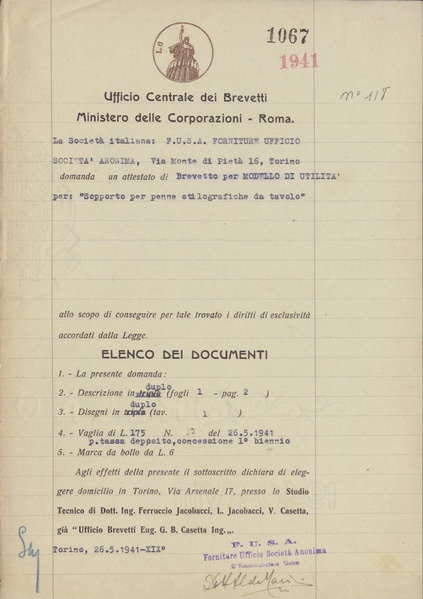 L.6
1067
1941
N° 118
Ufficio Centrale dei Brevetti
Ministero delle Corporazioni - Roma.
La Società italiana: F.U.S.A. FORNITURE UFFICIO
SOCIETA' ANONIMA, Via Monte di Pietà 16, Torino
domanda un attestato di Brevetto per MODELLO DI UTILITA'
per: "Sopporto per penne stilografiche da tavolo"
allo scopo di conseguire per tale trovato i diritti di esclusività
accordati dalla Legge.
ELENCO DEI DOCUMENTI
1. - La presente domanda:
duplo
2. - Descrizione in triplo (fogli 1 - pag. 2 )
duplo
3. - Disegni in triplo (tav. 1 )
4. - Vaglia di L. 175 N. del 26.5.1941
p.tassa deposito,concessione 1° biennio
5. - Marca da bollo da L. 6
Agli effetti della presente il sottoscritto dichiara di eleg-
gere domicilio in Torino, Via Arsenale 17, presso lo Studio
Tecnico di Dott. Ing. Ferruccio Jacobacci, L. Jacobacci, V. Casetta,
già "Ufficio Brevetti Eug. G. B. Casetta Ing.„.
Torino, 26.5.1941-XIX°
F. U. S. A.
Forniture Ufficio Società Anonima
L'Amministratore Unico